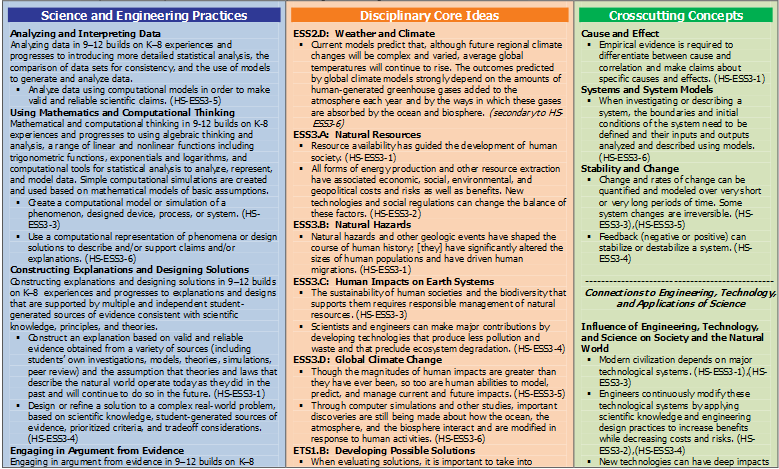 Science and Engineering Practices
Analyzing and Interpreting Data
Analyzing data in 9–12 builds on K–8 experiences and
progresses to introducing more detailed statistical analysis, the
comparison of data sets for consistency, and the use of models
to generate and analyze data.
• Analyze data using computational models in order to make
valid and reliable scientific claims. (HS-ESS3-5)
Using Mathematics and Computational Thinking
Mathematical and computational thinking in 9-12 builds on K-8
experiences and progresses to using algebraic thinking and
analysis, a range of linear and nonlinear functions including
trigonometric functions, exponentials and logarithms, and
computational tools for statistical analysis to analyze, represent,
and model data. Simple computational simulations are created
and used based on mathematical models of basic assumptions.
• Create a computational model or simulation of a
phenomenon, designed device, process, or system. (HS-
ESS3-3)
• Use a computational representation of phenomena or design
solutions to describe and/or support claims and/or
explanations. (HS-ESS3-6)
Constructing Explanations and Designing Solutions
Constructing explanations and designing solutions in 9–12 builds
on K–8 experiences and progresses to explanations and designs
that are supported by multiple and independent student-
generated sources of evidence consistent with scientific
knowledge, principles, and theories.
• Construct an explanation based on valid and reliable
evidence obtained from a variety of sources (including
students' own investigations, models, theories, simulations,
peer review) and the assumption that theories and laws that
describe the natural world operate today as they did in the
past and will continue to do so in the future. (HS-ESS3-1)
• Design or refine a solution to a complex real-world problem,
based on scientific knowledge, student-generated sources of
evidence, prioritized criteria, and tradeoff considerations.
(HS-ESS3-4)
Engaging in Argument from Evidence
Engaging in argument from evidence in 9–12 builds on K–8
Disciplinary Core Ideas
ESS2.D: Weather and Climate
• Current models predict that, although future regional climate
changes will be complex and varied, average global
temperatures will continue to rise. The outcomes predicted
by global climate models strongly depend on the amounts of
human-generated greenhouse gases added to the
atmosphere each year and by the ways in which these gases
are absorbed by the ocean and biosphere. (secondary to HS-
ESS3-6)
ESS3.A: Natural Resources
• Resource availability has guided the development of human
society. (HS-ESS3-1)
• All forms of energy production and other resource extraction
have associated economic, social, environmental, and
geopolitical costs and risks as well as benefits. New
technologies and social regulations can change the balance of
these factors. (HS-ESS3-2)
ESS3.B: Natural Hazards
• Natural hazards and other geologic events have shaped the
course of human history; [they] have significantly altered the
sizes of human populations and have driven human
migrations. (HS-ESS3-1)
ESS3.C: Human Impacts on Earth Systems
• The sustainability of human societies and the biodiversity that
supports them requires responsible management of natural
resources. (HS-ESS3-3)
• Scientists and engineers can make major contributions by
developing technologies that produce less pollution and
waste and that preclude ecosystem degradation. (HS-ESS3-4)
ESS3.D: Global Climate Change
• Though the magnitudes of human impacts are greater than
they have ever been, so too are human abilities to model,
predict, and manage current and future impacts. (HS-ESS3-5)
• Through computer simulations and other studies, important
discoveries are still being made about how the ocean, the
atmosphere, and the biosphere interact and are modified in
response to human activities. (HS-ESS3-6)
ETS1.B: Developing Possible Solutions
• When evaluating solutions, it is important to take into
Crosscutting Concepts
Cause and Effect
• Empirical evidence is required to
differentiate between cause and
correlation and make claims about
specific causes and effects. (HS-ESS3-1)
Systems and System Models
• When investigating or describing a
system, the boundaries and initial
conditions of the system need to be
defined and their inputs and outputs
analyzed and described using models.
(HS-ESS3-6)
Stability and Change
• Change and rates of change can be
quantified and modeled over very short
or very long periods of time. Some
system changes are irreversible. (HS-
ESS3-3),(HS-ESS3-5)
• Feedback (negative or positive) can
stabilize or destabilize a system. (HS-
ESS3-4)
Connections to Engineering, Technology,
and Applications of Science
Influence of Engineering, Technology,
and Science on Society and the Natural
World
• Modern civilization depends on major
technological systems. (HS-ESS3-1),(HS-
ESS3-3)
• Engineers continuously modify these
technological systems by applying
scientific knowledge and engineering
design practices to increase benefits
while decreasing costs and risks. (HS-
ESS3-2),(HS-ESS3-4)
• New technologies can have deep impacts